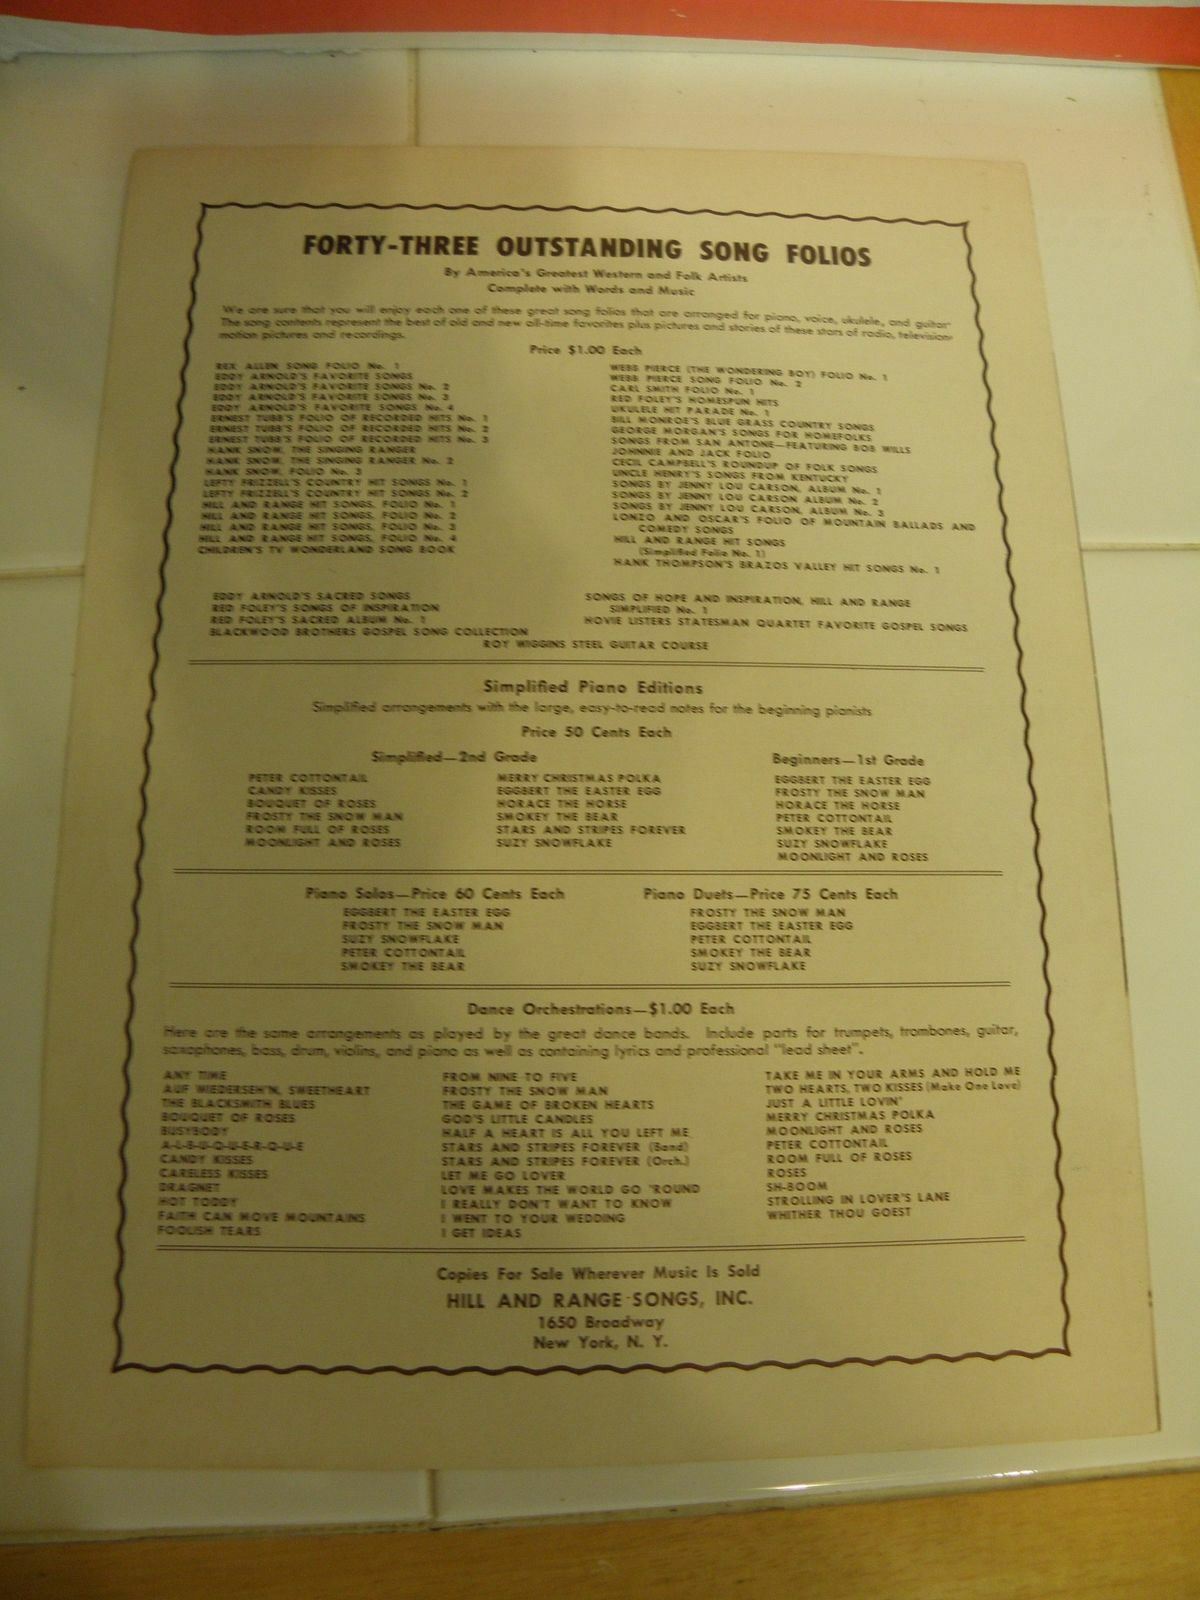 FORTY-THREE OUTSTANDING SONG FOLIOS
By America's Greatest Western and Folk Artists
Complete with Words and Music
We are sure that you will enjoy each one of these great song folios that are arranged for piano, voice, ukulele, and guitar
The song contents represent the best of old and new all-time favorites plus pictures and stories of these stars of radio, television
motion pictures and recordings.
Price $1.00 Each
REX ALLEN SONG FOLIO No. 1
EDDY ARNOLD'S FAVORITE SONGS
EDDY ARNOLD'S FAVORITE SONGS No. 2
EDDY ARNOLD'S FAVORITE SONGS No. 3
EDDY ARNOLD'S FAVORITE SONGS No. 4
ERNEST TUBB'S FOLIO OF RECORDED HITS No. 1
ERNEST TUBB'S FOLIO OF RECORDED HITS No. 2
ERNEST TUBB'S FOLIO OF RECORDED HITS No. 3
HANK SNOW, THE SINGING RANGER
HANK SNOW, THE SINGING RANGER No. 2
HANK SNOW, FOLIO No. 3
LEFTY FRIZZELL'S COUNTRY HIT SONGS No. 1
LEFTY FRIZZELL'S COUNTRY HIT SONGS No. 2
HILL AND RANGE HIT SONGS, FOLIO No. 1
HILL AND RANGE HIT SONGS, FOLIO No. 2
HILL AND RANGE HIT SONGS, FOLIO No. 3
HILL AND RANGE HIT SONGS, FOLIO No. 4
CHILDREN'S TV WONDERLAND SONG BOOK
WEBB PIERCE (THE WONDERING BOY) FOLIO No. 1
WEBB PIERCE SONG FOLIO No. 2
CARL SMITH FOLIO No. 1
RED FOLEY'S HOMESPUN HITS
UKULELE HIT PARADE No. 1
BILL MONROE'S BLUE GRASS COUNTRY SONGS
GEORGE MORGAN'S SONGS FOR HOMEFOLKS
SONGS FROM SAN ANTONE—FEATURING BOB WILLS
JOHNNIE AND JACK FOLIO
CECIL CAMPBELL'S ROUNDUP OF FOLK SONGS
UNCLE HENRY'S SONGS FROM KENTUCKY
SONGS BY JENNY LOU CARSON, ALBUM No. 1
SONGS BY JENNY LOU CARSON ALBUM No. 2
SONGS BY JENNY LOU CARSON, ALBUM No. 3
LONZO AND OSCAR'S FOLIO OF MOUNTAIN BALLADS AND
COMEDY SONGS
HILL AND RANGE HIT SONGS
(Simplified Folio No. 1)
HANK THOMPSON'S BRAZOS VALLEY HIT SONGS No. 1
EDDY ARNOLD'S SACRED SONGS
RED FOLEY'S SONGS OF INSPIRATION
RED FOLEY'S SACRED ALBUM No. 1
BLACKWOOD BROTHERS GOSPEL SONG COLLECTION
SONGS OF HOPE AND INSPIRATION, HILL AND RANGE
SIMPLIFIED No. 1
HOVIE LISTERS STATESMAN QUARTET FAVORITE GOSPEL SONGS
ROY WIGGINS STEEL GUITAR COURSE
Simplified Piano Editions
Simplified arrangements with the large, easy-to-read notes for the beginning pianists
Price 50 Cents Each
Simplified—2nd Grade
PETER COTTONTAIL
CANDY KISSES
BOUQUET OF ROSES
FROSTY THE SNOW MAN
ROOM FULL OF ROSES
MOONLIGHT AND ROSES
MERRY CHRISTMAS POLKA
EGGBERT THE EASTER EGG
HORACE THE HORSE
SMOKEY THE BEAR
STARS AND STRIPES FOREVER
SUZY SNOWFLAKE
Beginners—1st Grade
EGGBERT THE EASTER EGG
FROSTY THE SNOW MAN
HORACE THE HORSE
PETER COTTONTAIL
SMOKEY THE BEAR
SUZY SNOWFLAKE
MOONLIGHT AND ROSES
Piano Solos—Price 60 Cents Each
EGGBERT THE EASTER EGG
FROSTY THE SNOW MAN
SUZY SNOWFLAKE
PETER COTTONTAIL
SMOKEY THE BEAR
Piano Duets—Price 75 Cents Each
FROSTY THE SNOW MAN
EGGBERT THE EASTER EGG
PETER COTTONTAIL
SMOKEY THE BEAR
SUZY SNOWFLAKE
Dance Orchestrations—$1.00 Each
Here are the same arrangements as played by the great dance bands. Include parts for trumpets, trombones, guitar,
saxophones, bass, drum, violins, and piano as well as containing lyrics and professional "lead sheet".
ANY TIME
AUF WIEDERSEH'N, SWEETHEART
THE BLACKSMITH BLUES
BOUQUET OF ROSES
BUSYBODY
A-L-B-U-Q-U-E-R-Q-U-E
CANDY KISSES
CARELESS KISSES
DRAGNET
HOT TODDY
FAITH CAN MOVE MOUNTAINS
FOOLISH TEARS
FROM NINE TO FIVE
FROSTY THE SNOW MAN
THE GAME OF BROKEN HEARTS
GOD'S LITTLE CANDLES
HALF A HEART IS ALL YOU LEFT ME
STARS AND STRIPES FOREVER (Band)
STARS AND STRIPES FOREVER (Orch.)
LET ME GO LOVER
LOVE MAKES THE WORLD GO 'ROUND
I REALLY DON'T WANT TO KNOW
I WENT TO YOUR WEDDING
I GET IDEAS
TAKE ME IN YOUR ARMS AND HOLD ME
TWO HEARTS, TWO KISSES (Make One Love)
JUST A LITTLE LOVIN'
MERRY CHRISTMAS POLKA
MOONLIGHT AND ROSES
PETER COTTONTAIL
ROOM FULL OF ROSES
ROSES
SH-BOOM
STROLLING IN LOVER'S LANE
WHITHER THOU GOEST
Copies For Sale Wherever Music Is Sold
HILL AND RANGE SONGS, INC.
1650 Broadway
New York, N. Y.